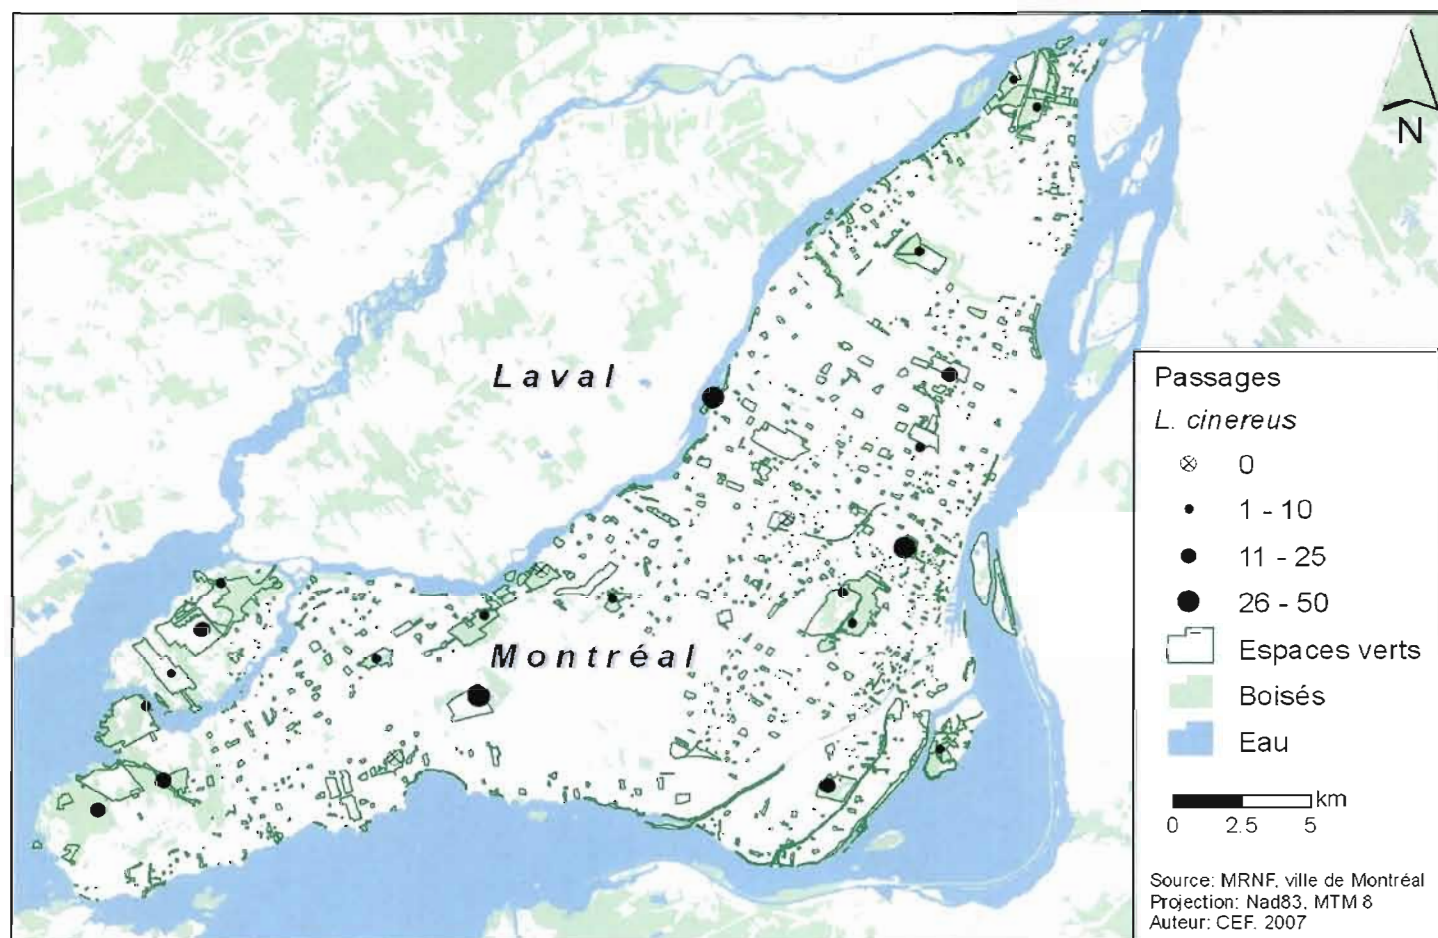 N
Laval
Montréal
Passages
L. cinereus
0
1 - 10
11 - 25
26 - 50
Espaces verts
Boisés
Eau
km
0 2.5 5
Source: MRNF, ville de Montréal
Projection: Nad83, MTM 8
Auteur: CEF. 2007